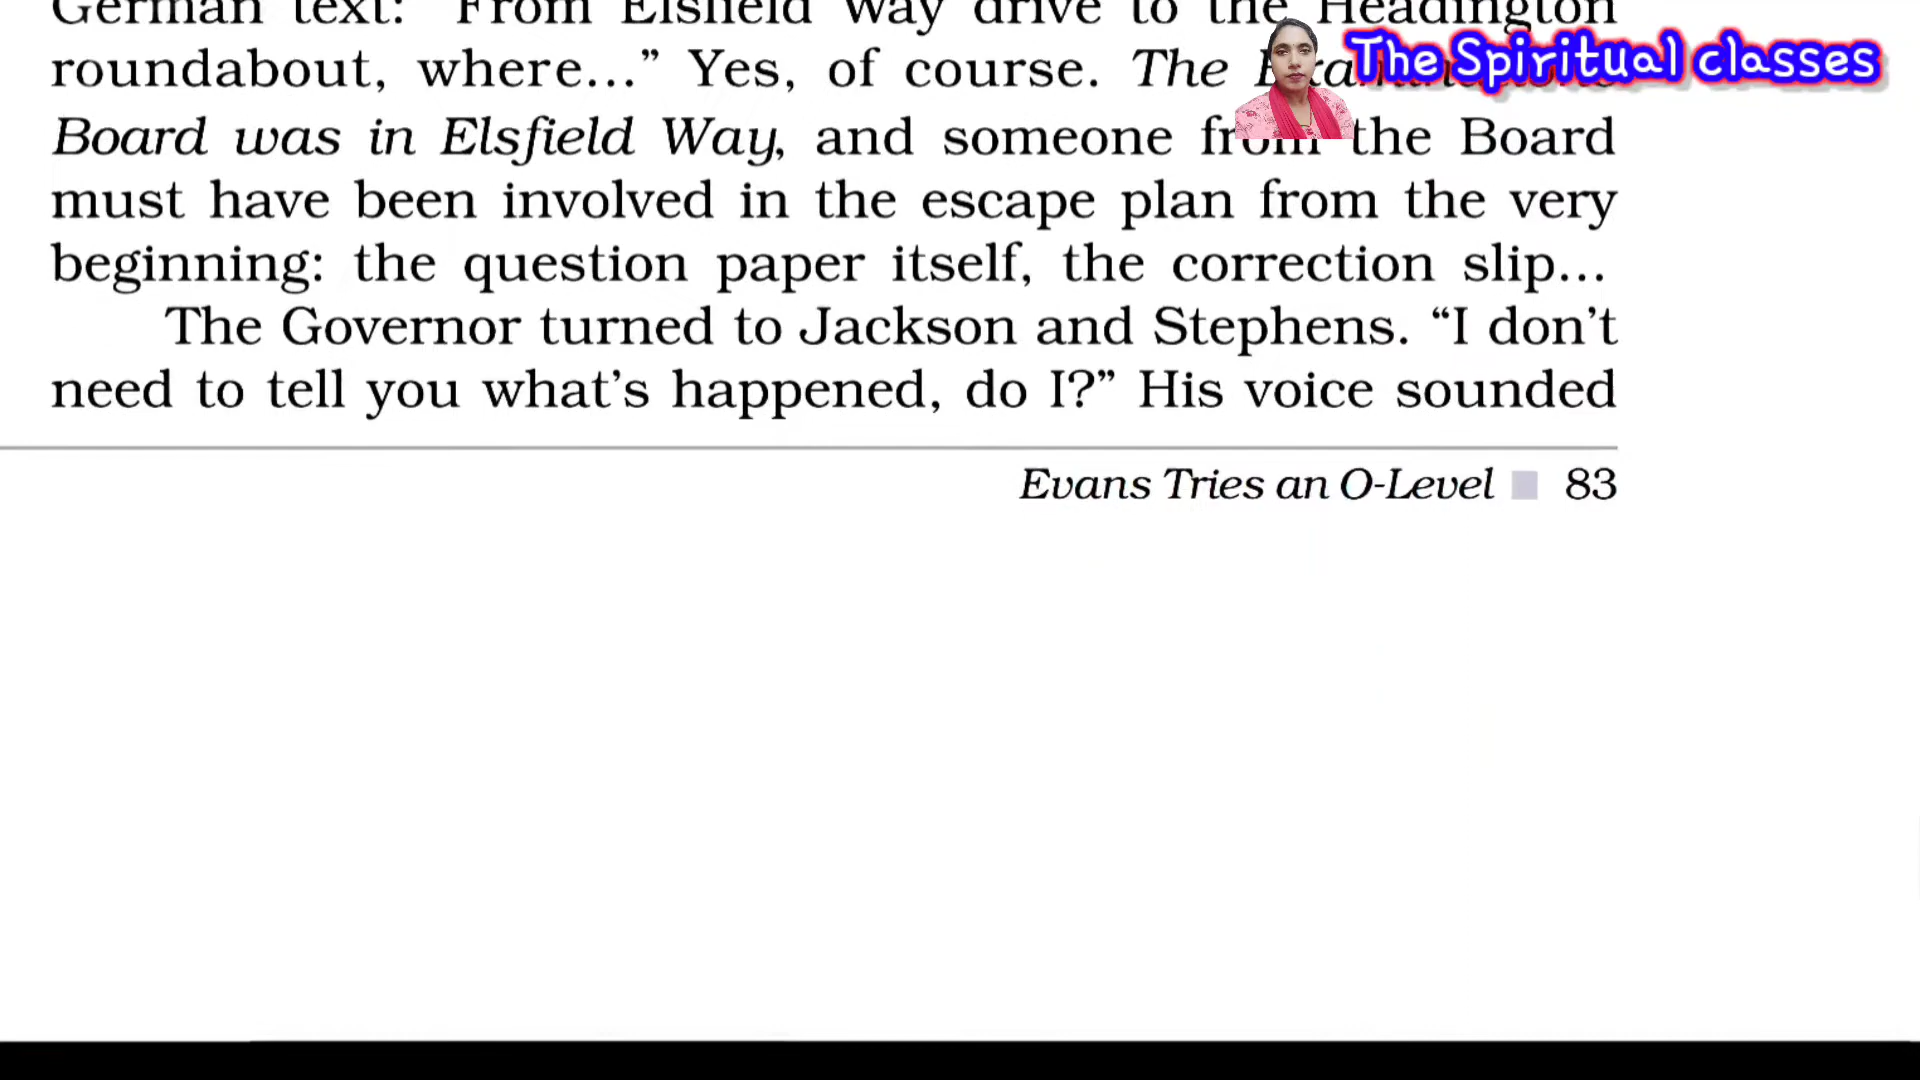 German text: “From Elsfield Way drive to the Headington
roundabout, where...” Yes, of course. The
The Spiritual classes
Board was in Elsfield Way, and someone from the Board
must have been involved in the escape plan from the very
beginning: the question paper itself, the correction slip...
The Governor turned to Jackson and Stephens. “I don’t
need to tell you what’s happened, do I?” His voice sounded
Evans Tries an O-Level 83